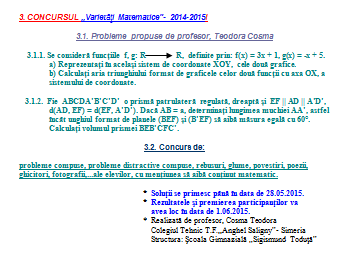 3. CONCURSUL „Varietăți Matematice”- 2014-2015!
3.1. Probleme propuse de profesor, Teodora Cosma
3.1.1. Se consideră funcțiile f, g: R R, definite prin: f(x) = 3x + 1, g(x) = -x + 5.
a) Reprezentați în același sistem de coordonate XOY, cele două grafice.
b) Calculați aria triunghiului format de graficele celor două funcții cu axa OX, a
sistemului de coordonate.
3.1.2. Fie ABCDA’B’C’D’ o prismă patrulateră regulată, dreaptă și EF || AD || A’D’,
d(AD, EF) = d(EF, A’D’). Dacă AB = a, determinați lungimea muchiei AA’, astfel
încât unghiul format de planele (BEF) și (B’EF) să aibă măsura egală cu 60°.
Calculați volumul prismei BEB’CFC’.
3.2. Concurs de:
probleme compuse, probleme distractive compuse, rebusuri, glume, povestiri, poezii,
ghicitori, fotografii,...ale elevilor, cu mențiunea să aibă conținut matematic.
* Soluții se primesc până în data de 28.05.2015.
* Rezultatele și premierea participanților va
avea loc în data de 1.06.2015.
* Realizată de profesor, Cosma Teodora
Colegiul Tehnic T.F.„Anghel Saligny”- Simeria
Structura: Școala Gimnazială „Sigismund Toduță”